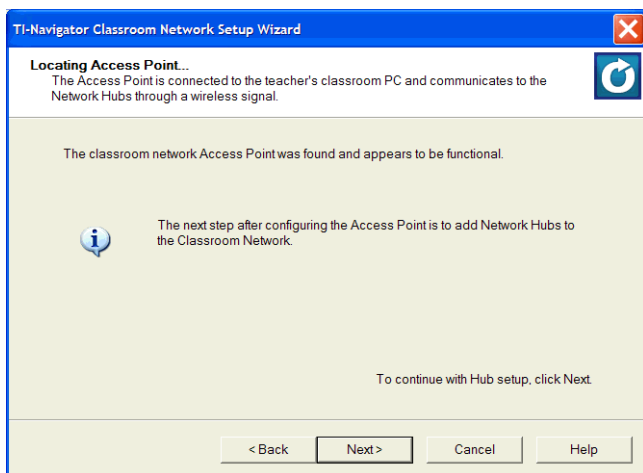 TI-Navigator Classroom Network Setup Wizard
Locating Access Point...
The Access Point is connected to the teacher's classroom PC and communicates to the
Network Hubs through a wireless signal.
The classroom network Access Point was found and appears to be functional.
The next step after configuring the Access Point is to add Network Hubs to
the Classroom Network.
To continue with Hub setup, click Next.
< Back Next > Cancel Help